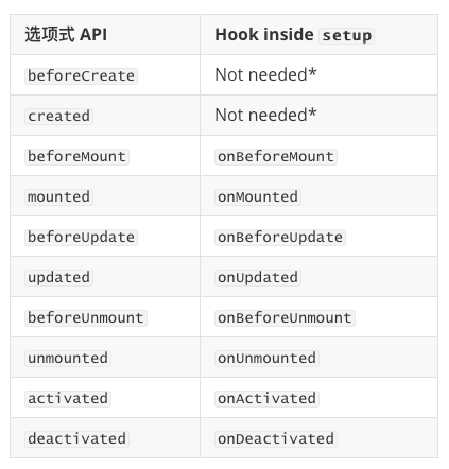 选项式 API Hook inside setup
beforeCreate Not needed*
created Not needed*
beforeMount onBeforeMount
mounted onMounted
beforeUpdate onBeforeUpdate
updated onUpdated
beforeUnmount onBeforeUnmount
unmounted onUnmounted
activated onActivated
deactivated onDeactivated